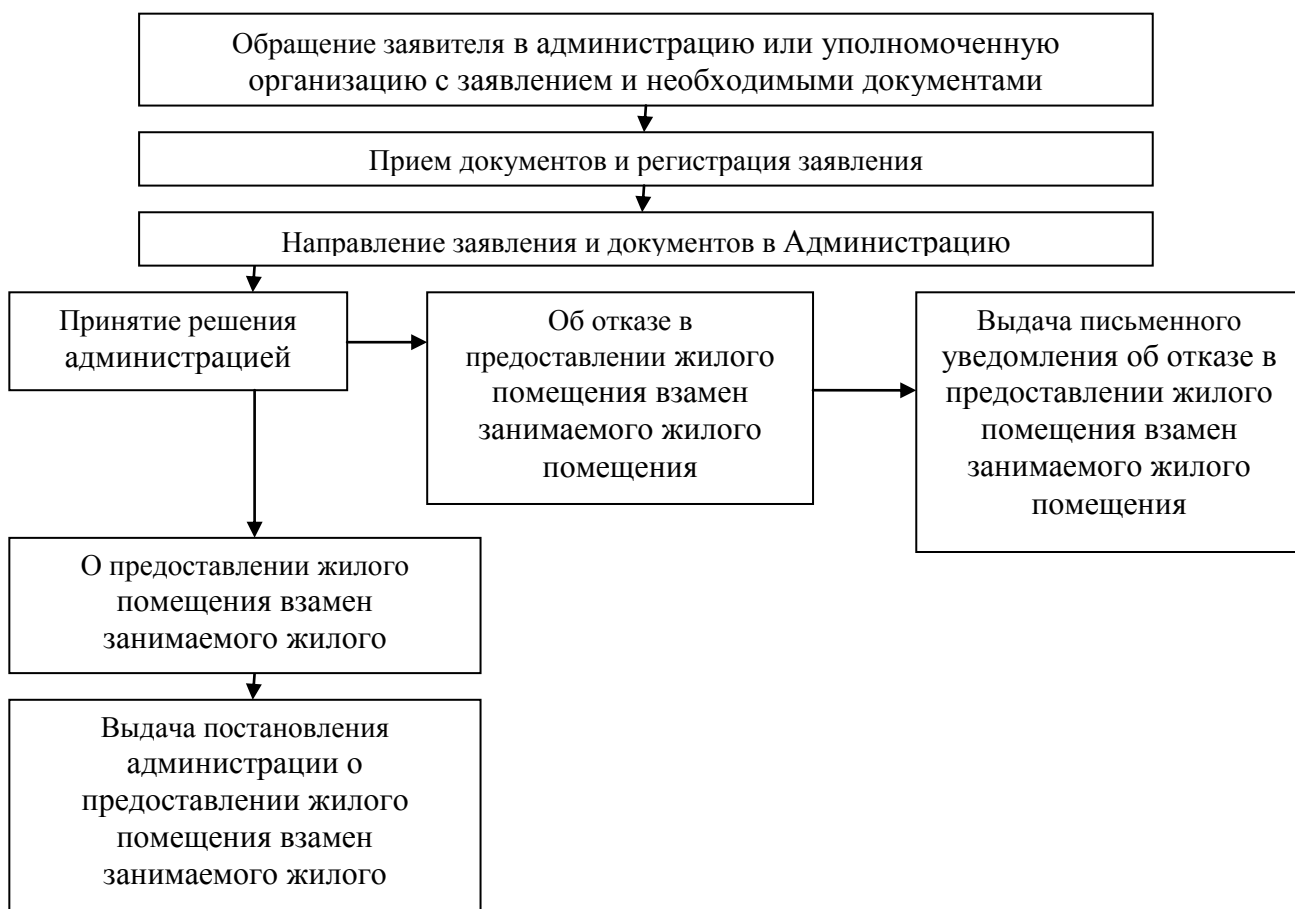 Обращение заявителя в администрацию или уполномоченную
организацию с заявлением и необходимыми документами
Прием документов и регистрация заявления
Направление заявления и документов в Администрацию
Принятие решения
администрацией
Об отказе в
предоставлении жилого
помещения взамен
занимаемого жилого
помещения
Выдача письменного
уведомления об отказе в
предоставлении жилого
помещения взамен
занимаемого жилого
помещения
О предоставлении жилого
помещения взамен
занимаемого жилого
Выдача постановления
администрации о
предоставлении жилого
помещения взамен
занимаемого жилого